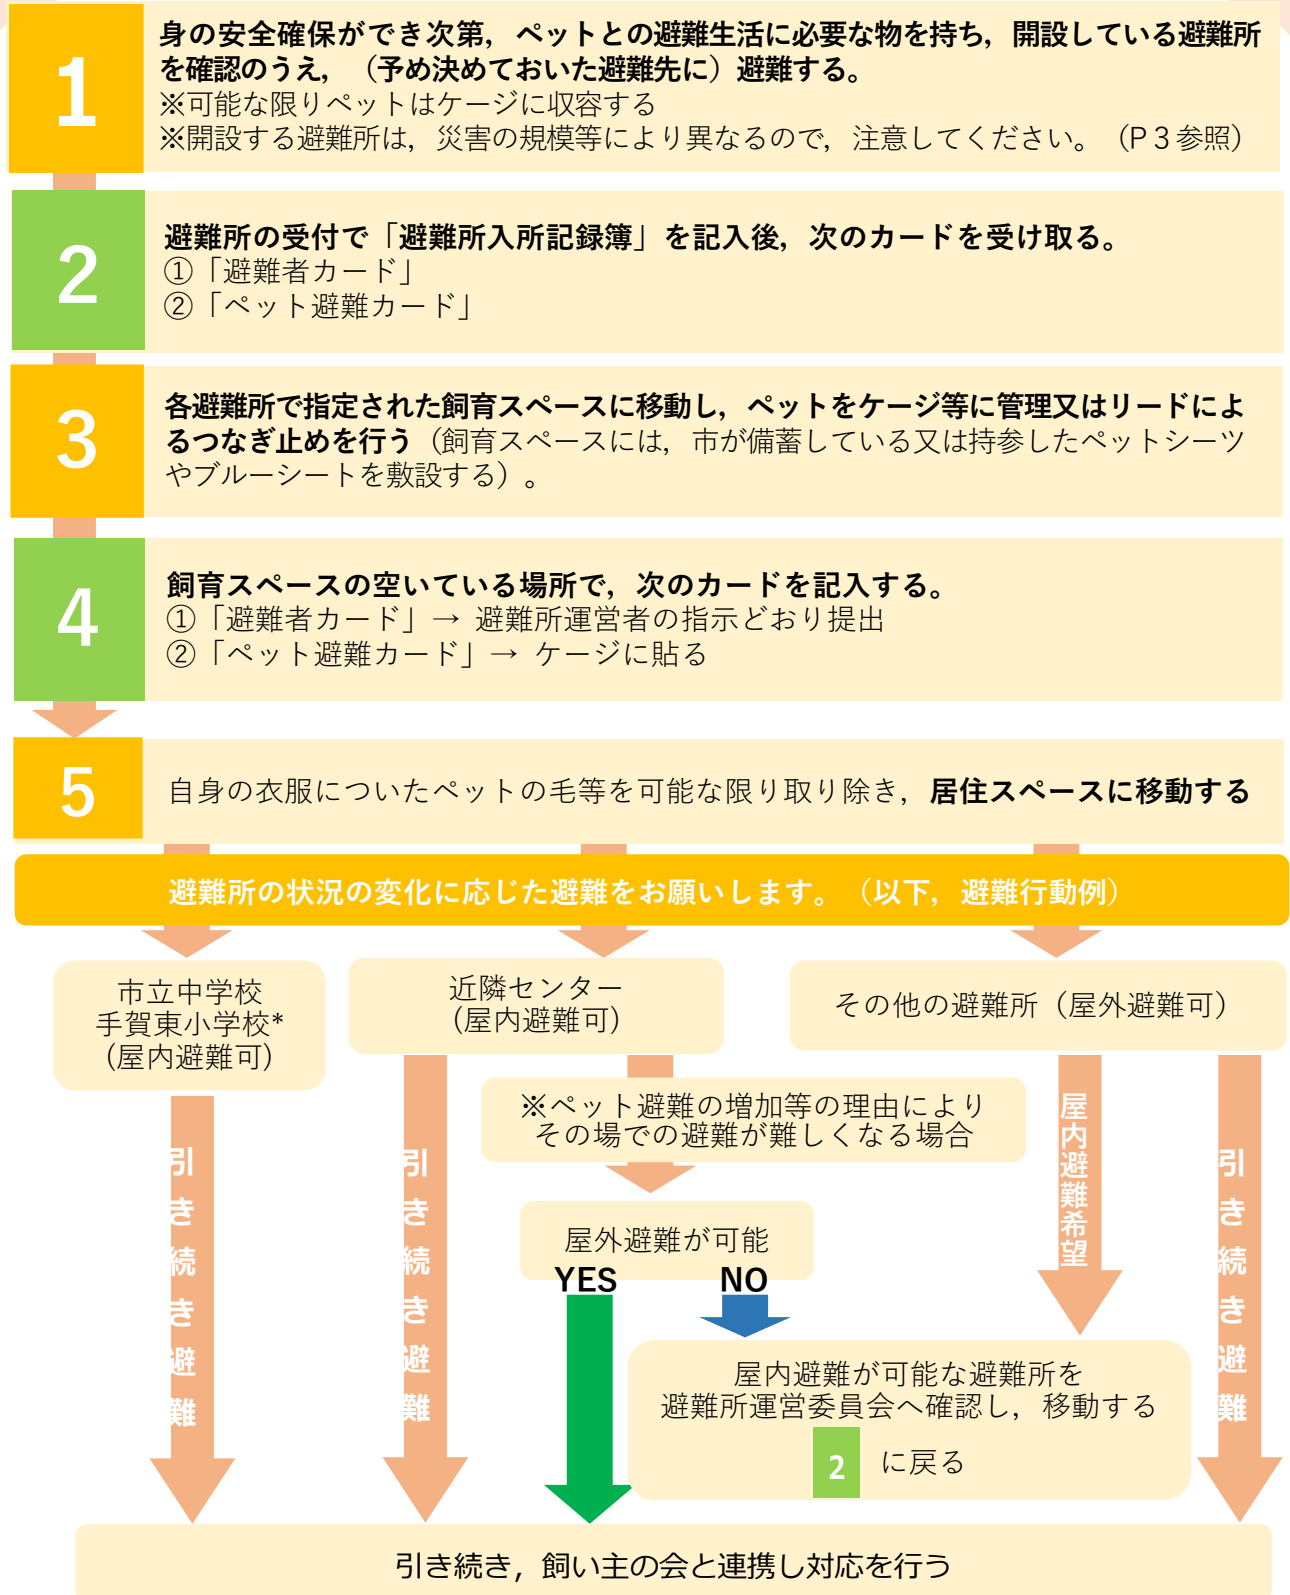 1
身の安全確保ができ次第，ペットとの避難生活に必要な物を持ち，開設している避難所
を確認のうえ，（予め決めておいた避難先に）避難する。
※可能な限りペットはケージに収容する
※開設する避難所は，災害の規模等により異なるので，注意してください。（P３参照）
2
避難所の受付で「避難所入所記録簿」を記入後，次のカードを受け取る。
①「避難者カード」
②「ペット避難カード」
3
各避難所で指定された飼育スペースに移動し，ペットをケージ等に管理又はリードによ
るつなぎ止めを行う（飼育スペースには，市が備蓄している又は持参したペットシーツ
やブルーシートを敷設する）。
4
飼育スペースの空いている場所で，次のカードを記入する。
①「避難者カード」→ 避難所運営者の指示どおり提出
②「ペット避難カード」→ ケージに貼る
5
自身の衣服についたペットの毛等を可能な限り取り除き，居住スペースに移動する
避難所の状況の変化に応じた避難をお願いします。（以下，避難行動例）
市立中学校
手賀東小学校*
(屋内避難可)
近隣センター
(屋内避難可)
その他の避難所（屋外避難可）
※ペット避難の増加等の理由により
その場での避難が難しくなる場合
屋外避難が可能
YES NO
引き続き避難
引き続き避難
屋内避難希望
引き続き避難
屋内避難が可能な避難所を
避難所運営委員会へ確認し，移動する
2 に戻る
引き続き，飼い主の会と連携し対応を行う